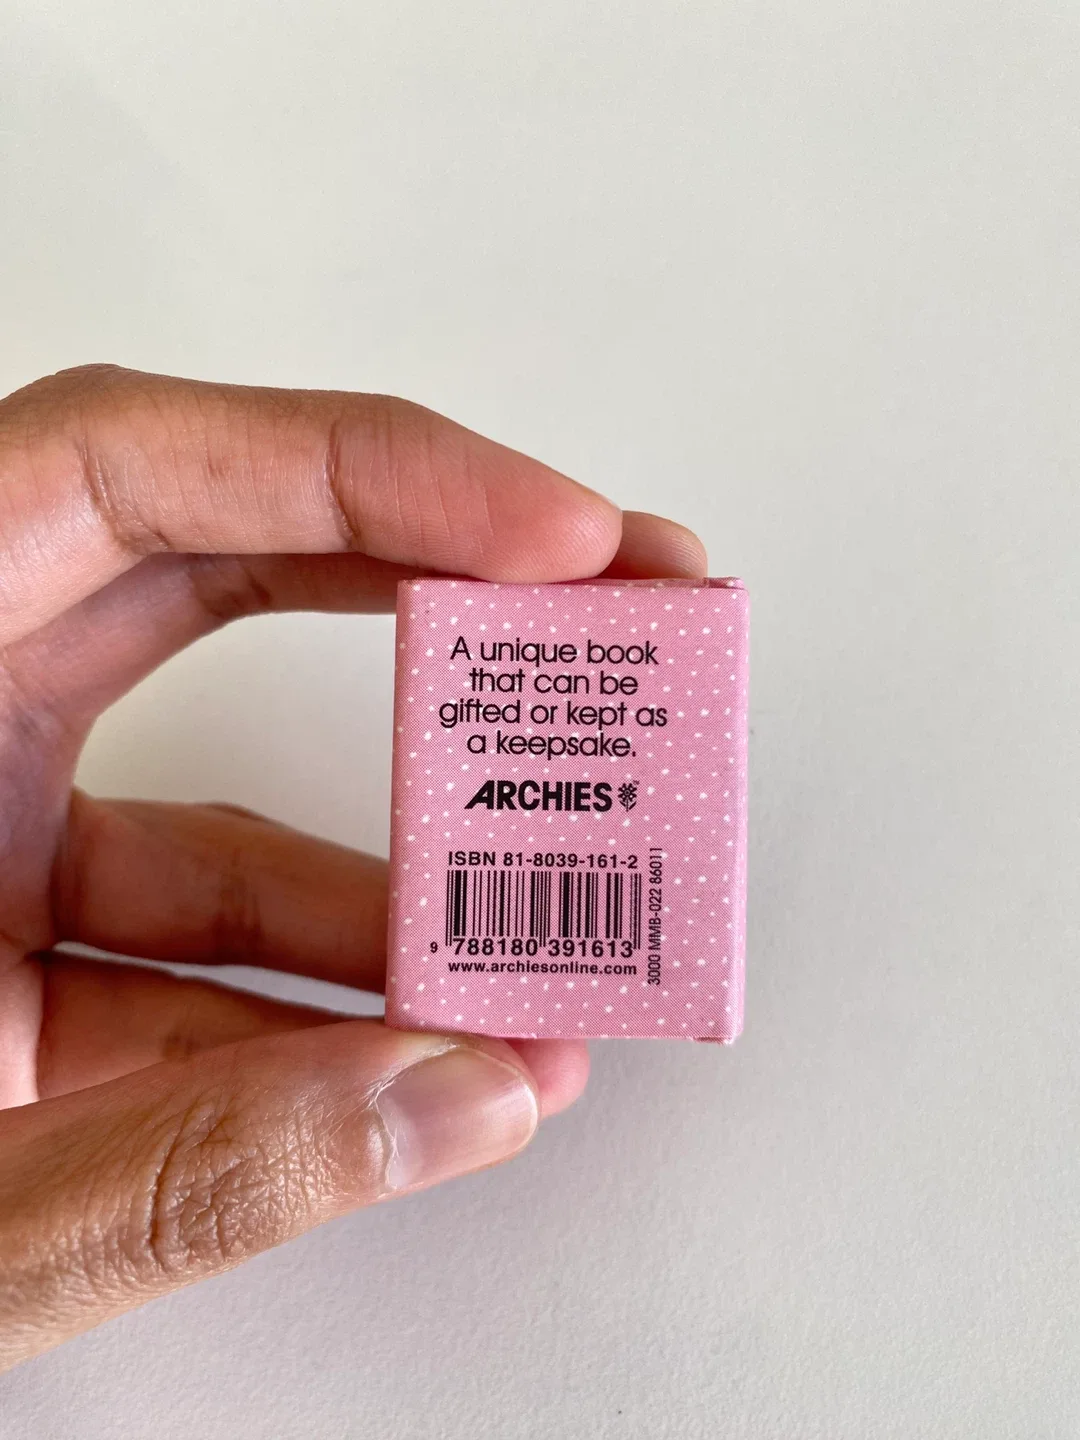 A unique book
that can be
gifted or kept as
a keepsake.
ARCHIES
ISBN 81-8039-161-2
9 788180 391613
www.archiesonline.com
3000 MMB-022 86011